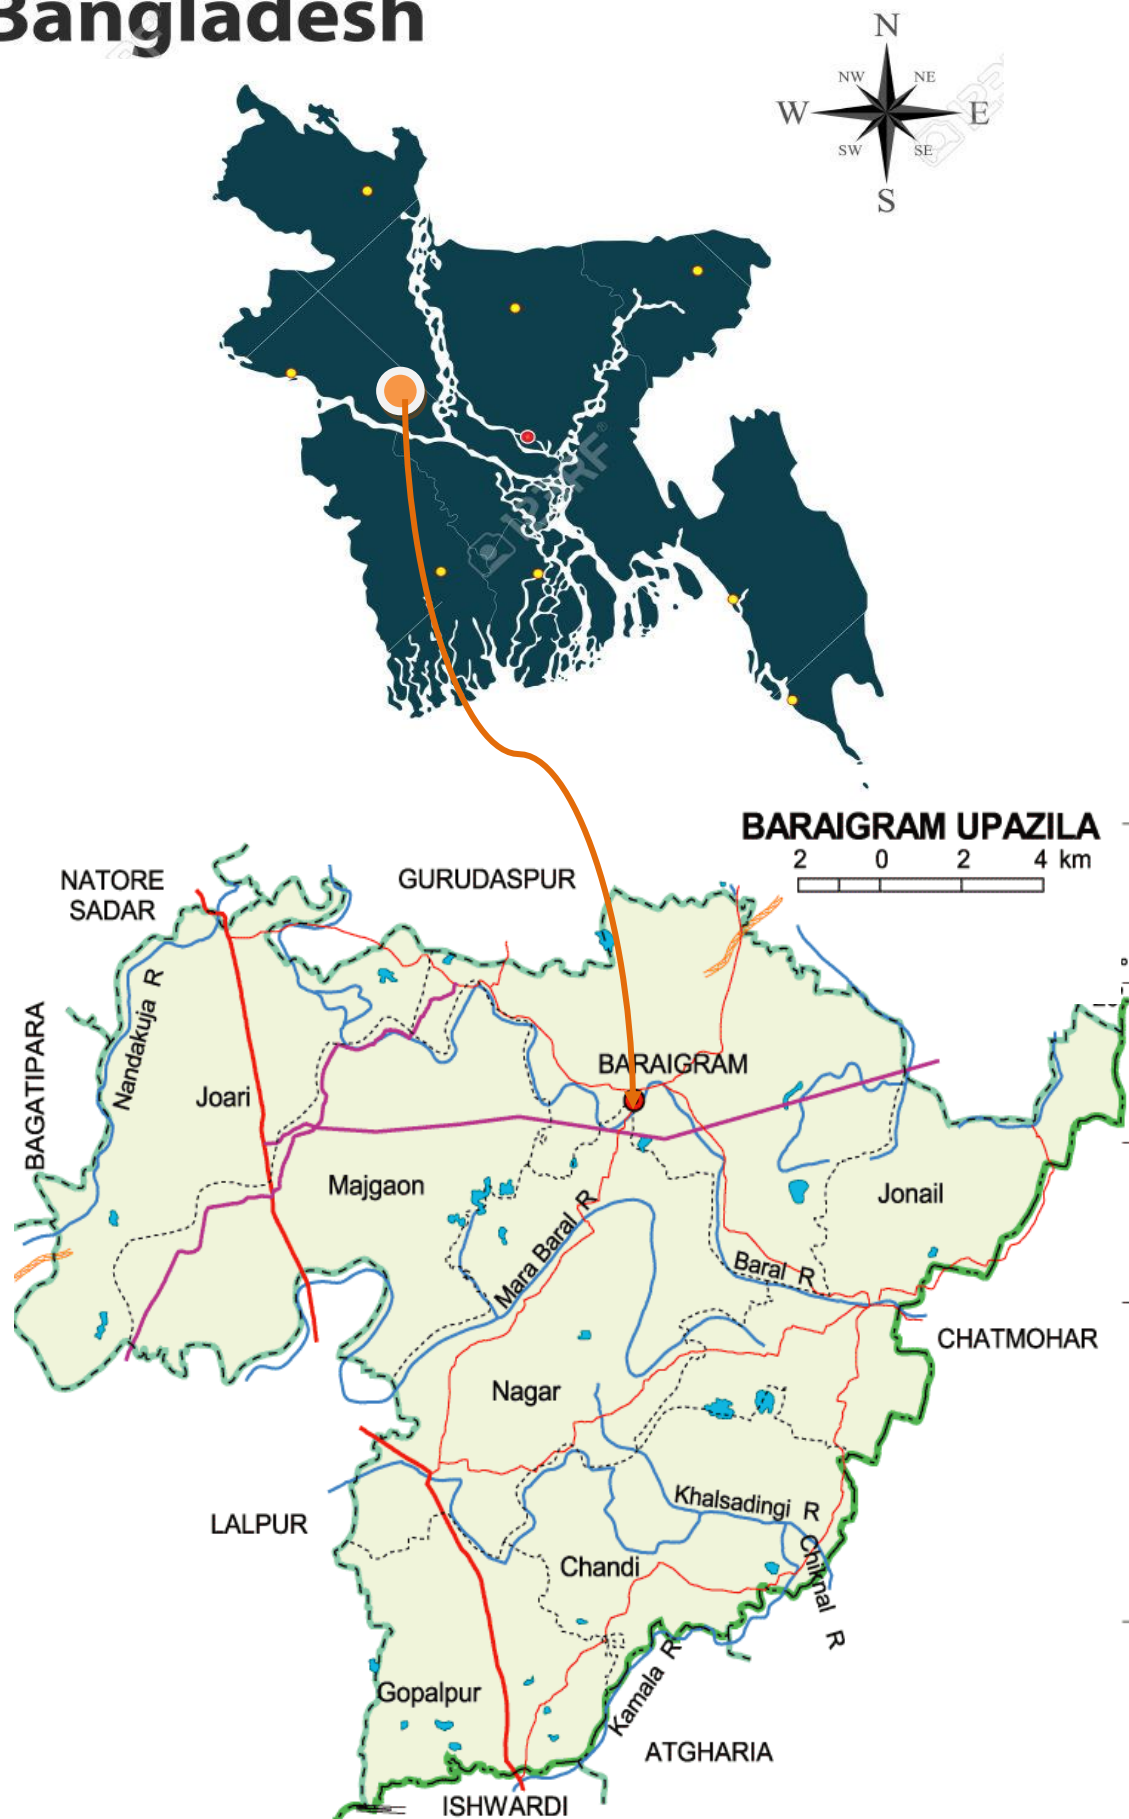 Bangladesh
N
NW
NE
W
E
SW
SE
S
123RF
BARAIGRAM UPAZILA
2 0 2 4 km
NATORE
SADAR
GURUDASPUR
BAGATIPARA
Nandakuja R
Joari
BARAIGRAM
Majgaon
Jonail
Mara Baral R
Baral R
CHATMOHAR
Nagar
LALPUR
Khalsadingi R
Chandi
Chiknal R
Gopalpur
Kamala R
ATGHARIA
ISHWARDI